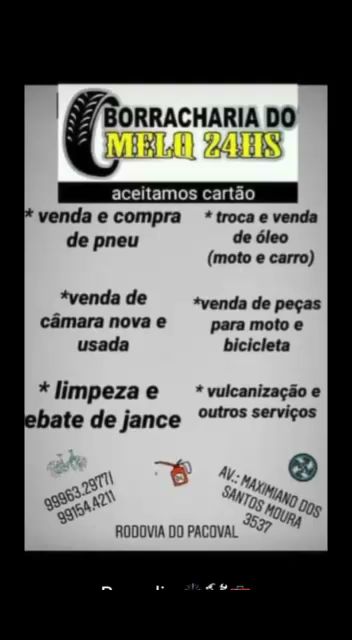 BORRACHARIA DO
MELQ 24HS
aceitamos cartão
* venda e compra
de pneu
* troca e venda
de óleo
(moto e carro)
*venda de
câmara nova e
usada
*venda de peças
para moto e
bicicleta
* limpeza e
ebate de jance
* vulcanização e
outros serviços
99963.2977/
99154.4211
AV.: MAXIMIANO DOS
SANTOS MOURA
3537
RODOVIA DO PACOVAL